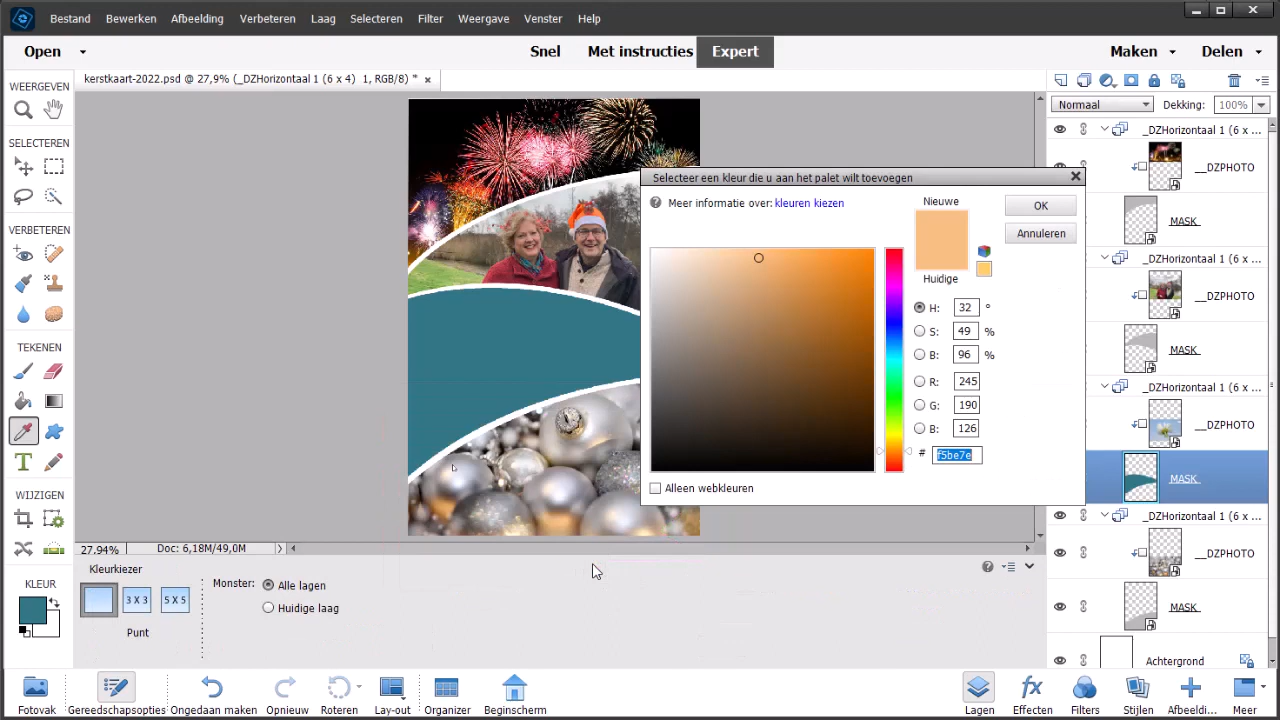 Bestand Bewerken Afbeelding Verbeteren Laag Selecteren Filter Weergave Venster Help
Open Snel Met instructies Expert Maken Delen
WEERGEVEN
kerstkaart-2022.psd @ 27,9% (_DZHorizontaal 1 (6 x 4) 1, RGB/8) * ×
Normaal Dekking: 100%
_DZHorizontaal 1 (6 x ...
SELECTEREN
__DZPHOTO
Selecteer een kleur die u aan het palet wilt toevoegen
Meer informatie over: kleuren kiezen
Nieuwe
OK
MASK
VERBETEREN
Annuleren
_DZHorizontaal 1 (6 x ...
Huidige
__DZPHOTO
H: 32 °
S: 49 %
TEKENEN
B: 96 %
MASK
R: 245
_DZHorizontaal 1 (6 x ...
G: 190
B: 126
__DZPHOTO
# f5be7e
T
MASK
Alleen webkleuren
WIJZIGEN
_DZHorizontaal 1 (6 x ...
27.94% Doc: 6,18M/49,0M
__DZPHOTO
Kleurkiezer
KLEUR
Monster: Alle lagen
3 X 3 5 X 5
Huidige laag
MASK
Punt
Achtergrond
Fotovak Gereedschapsopties Ongedaan maken Opnieuw Roteren Lay-out Organizer Beginscherm Lagen fx Effecten Filters Stijlen Afbeeldi... Meer